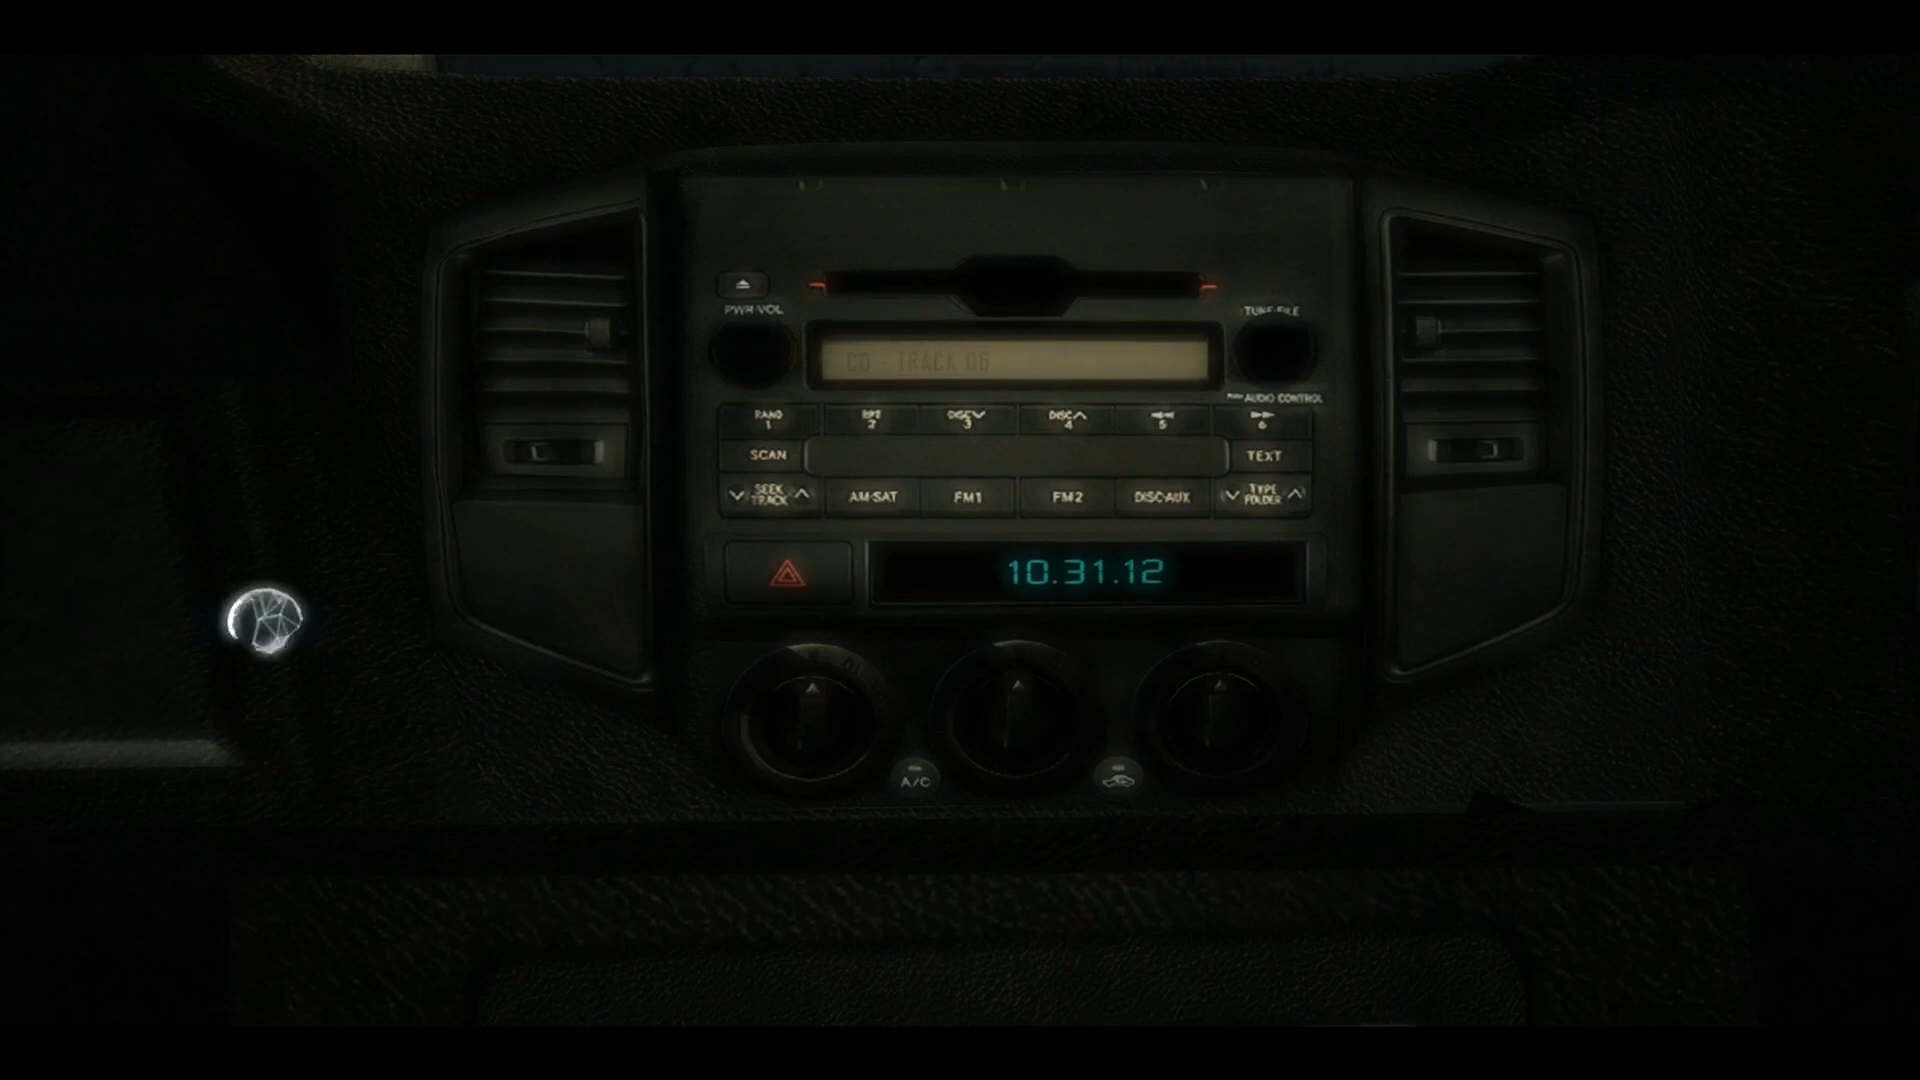 PWR·VOL
TUNE·FILE
CD - TRACK 06
PUSH AUDIO CONTROL
RAND RPT DISC DISC
1 2 3 4 5 6
SCAN TEXT
SEEK TRACK AM·SAT FM1 FM2 DISC·AUX TYPE FOLDER
10.31.12
A/C